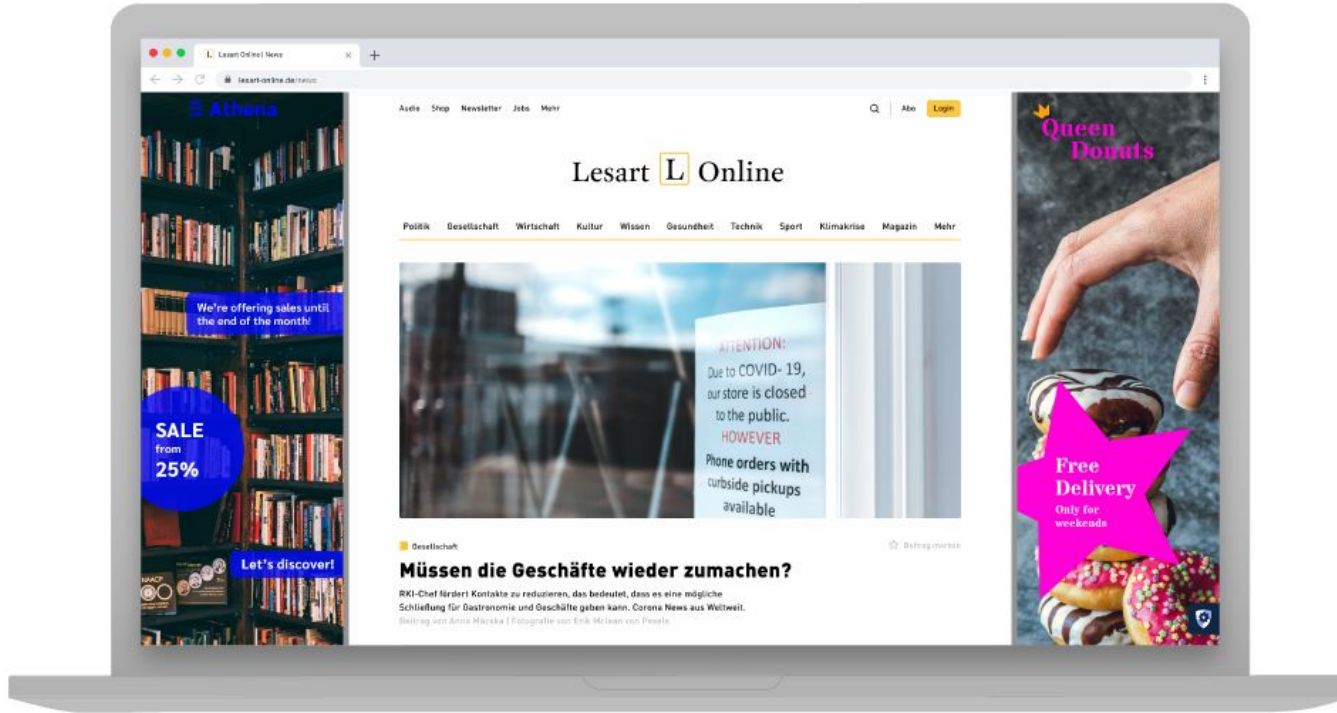 Lesart Online | News
lesart-online.de/news
Athena
We're offering sales until
the end of the month!
SALE
from
25%
Let's discover!
NAACP
Audio Shop Newsletter Jobs Mehr
Abo Login
Lesart L Online
Politik Gesellschaft Wirtschaft Kultur Wissen Gesundheit Technik Sport Klimakrise Magazin Mehr
ATTENTION:
Due to COVID- 19,
our store is closed
to the public.
HOWEVER
Phone orders with
curbside pickups
available
Gesellschaft
Beitrag merken
Müssen die Geschäfte wieder zumachen?
RKI-Chef fördert Kontakte zu reduzieren, das bedeutet, dass es eine mögliche
Schließung für Gastronomie und Geschäfte geben kann. Corona News aus Weltweit.
Beitrag von Anna | Fotografie von Erik Mclean von Pexels
Queen
Donuts
Free
Delivery
Only for
weekends